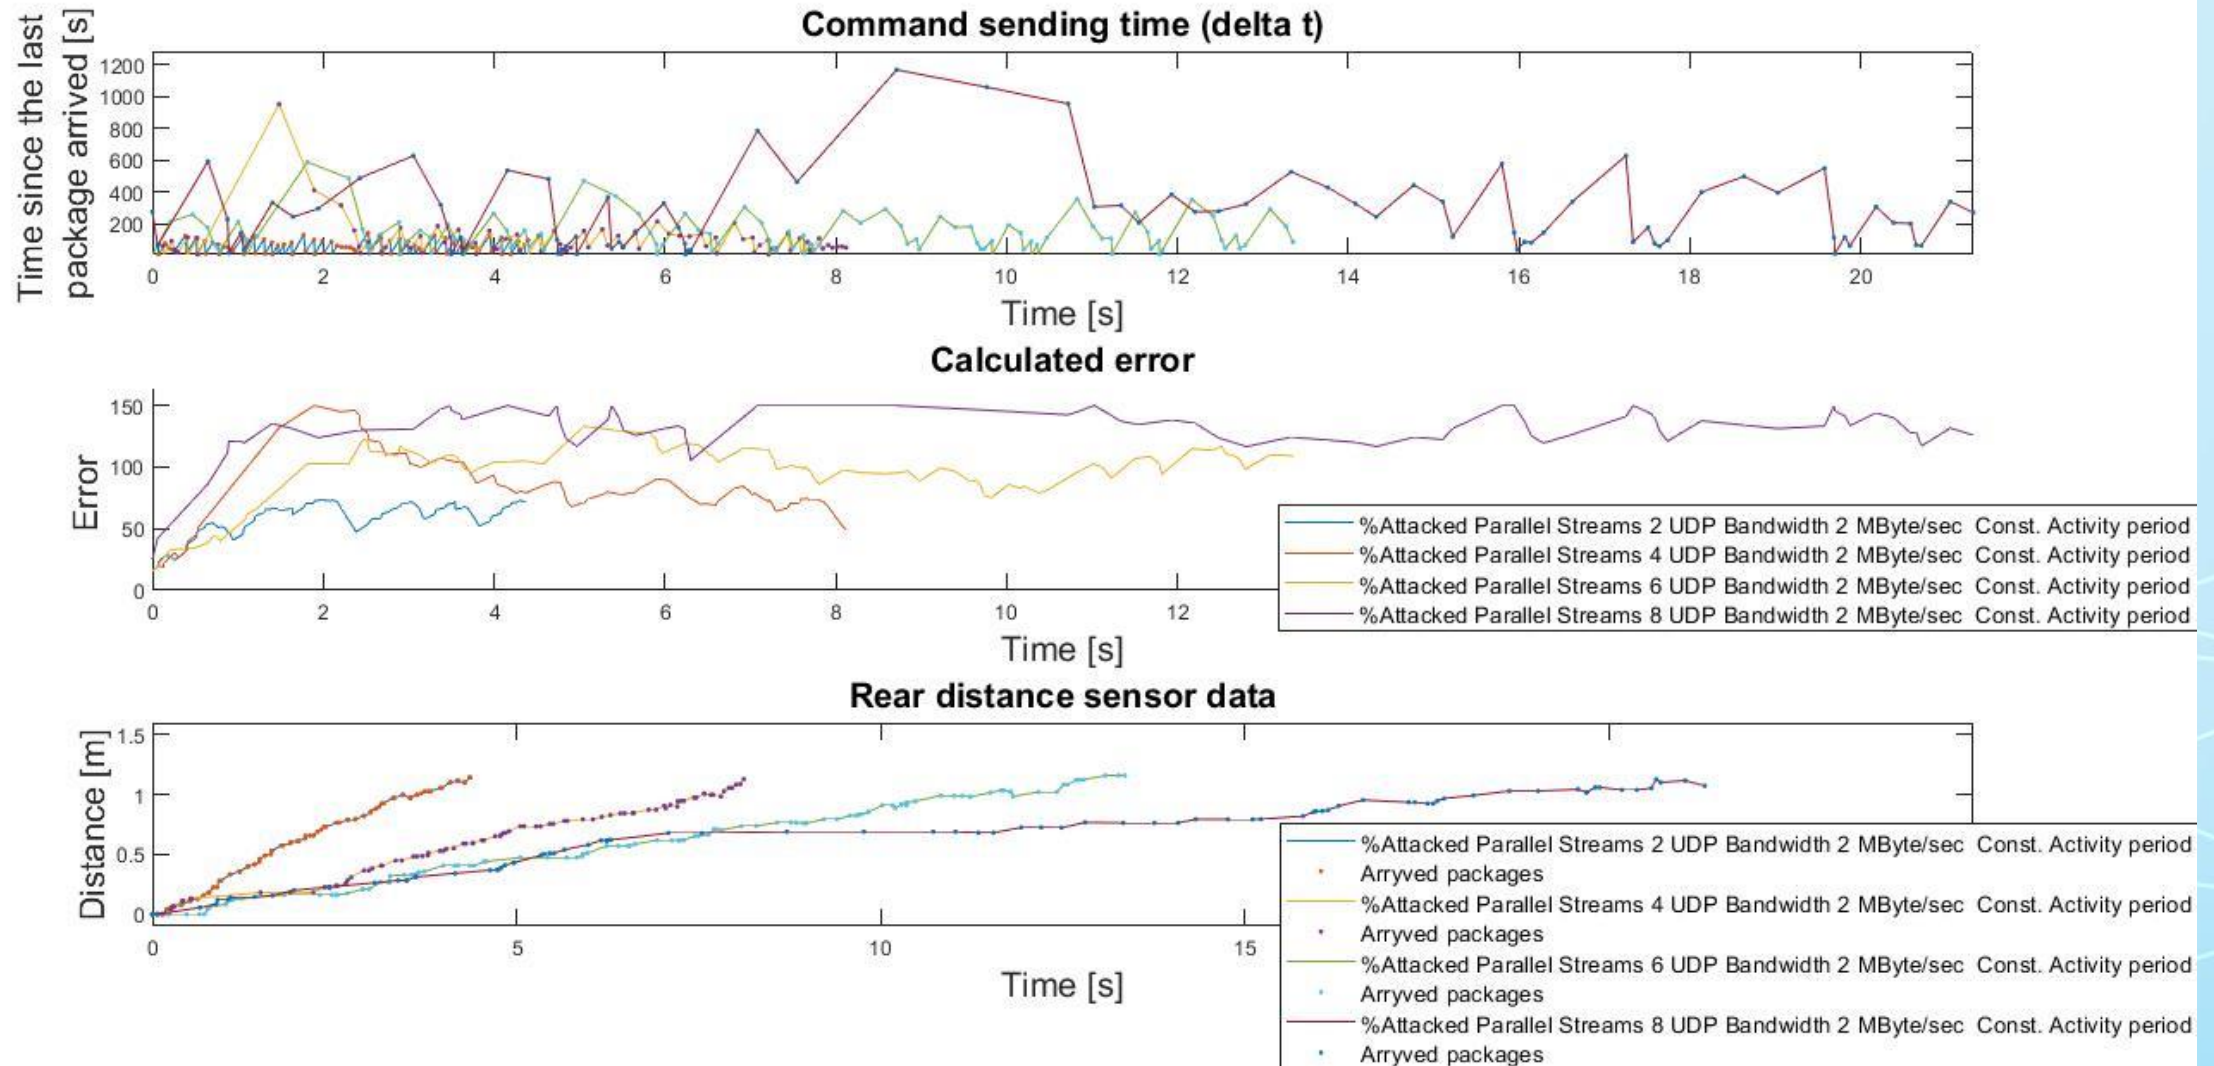 Command sending time (delta t)
Time since the last
package arrived [s]
1200
1000
800
600
400
200
0 2 4 6 8 10 12 14 16 18 20
Time [s]
Calculated error
Error
150
100
50
0
0 2 4 6 8 10 12
Time [s]
%Attacked Parallel Streams 2 UDP Bandwidth 2 MByte/sec Const. Activity period
%Attacked Parallel Streams 4 UDP Bandwidth 2 MByte/sec Const. Activity period
%Attacked Parallel Streams 6 UDP Bandwidth 2 MByte/sec Const. Activity period
%Attacked Parallel Streams 8 UDP Bandwidth 2 MByte/sec Const. Activity period
Rear distance sensor data
Distance [m]
1.5
1
0.5
0
0 5 10 15
Time [s]
%Attacked Parallel Streams 2 UDP Bandwidth 2 MByte/sec Const. Activity period
Arryved packages
%Attacked Parallel Streams 4 UDP Bandwidth 2 MByte/sec Const. Activity period
Arryved packages
%Attacked Parallel Streams 6 UDP Bandwidth 2 MByte/sec Const. Activity period
Arryved packages
%Attacked Parallel Streams 8 UDP Bandwidth 2 MByte/sec Const. Activity period
Arryved packages